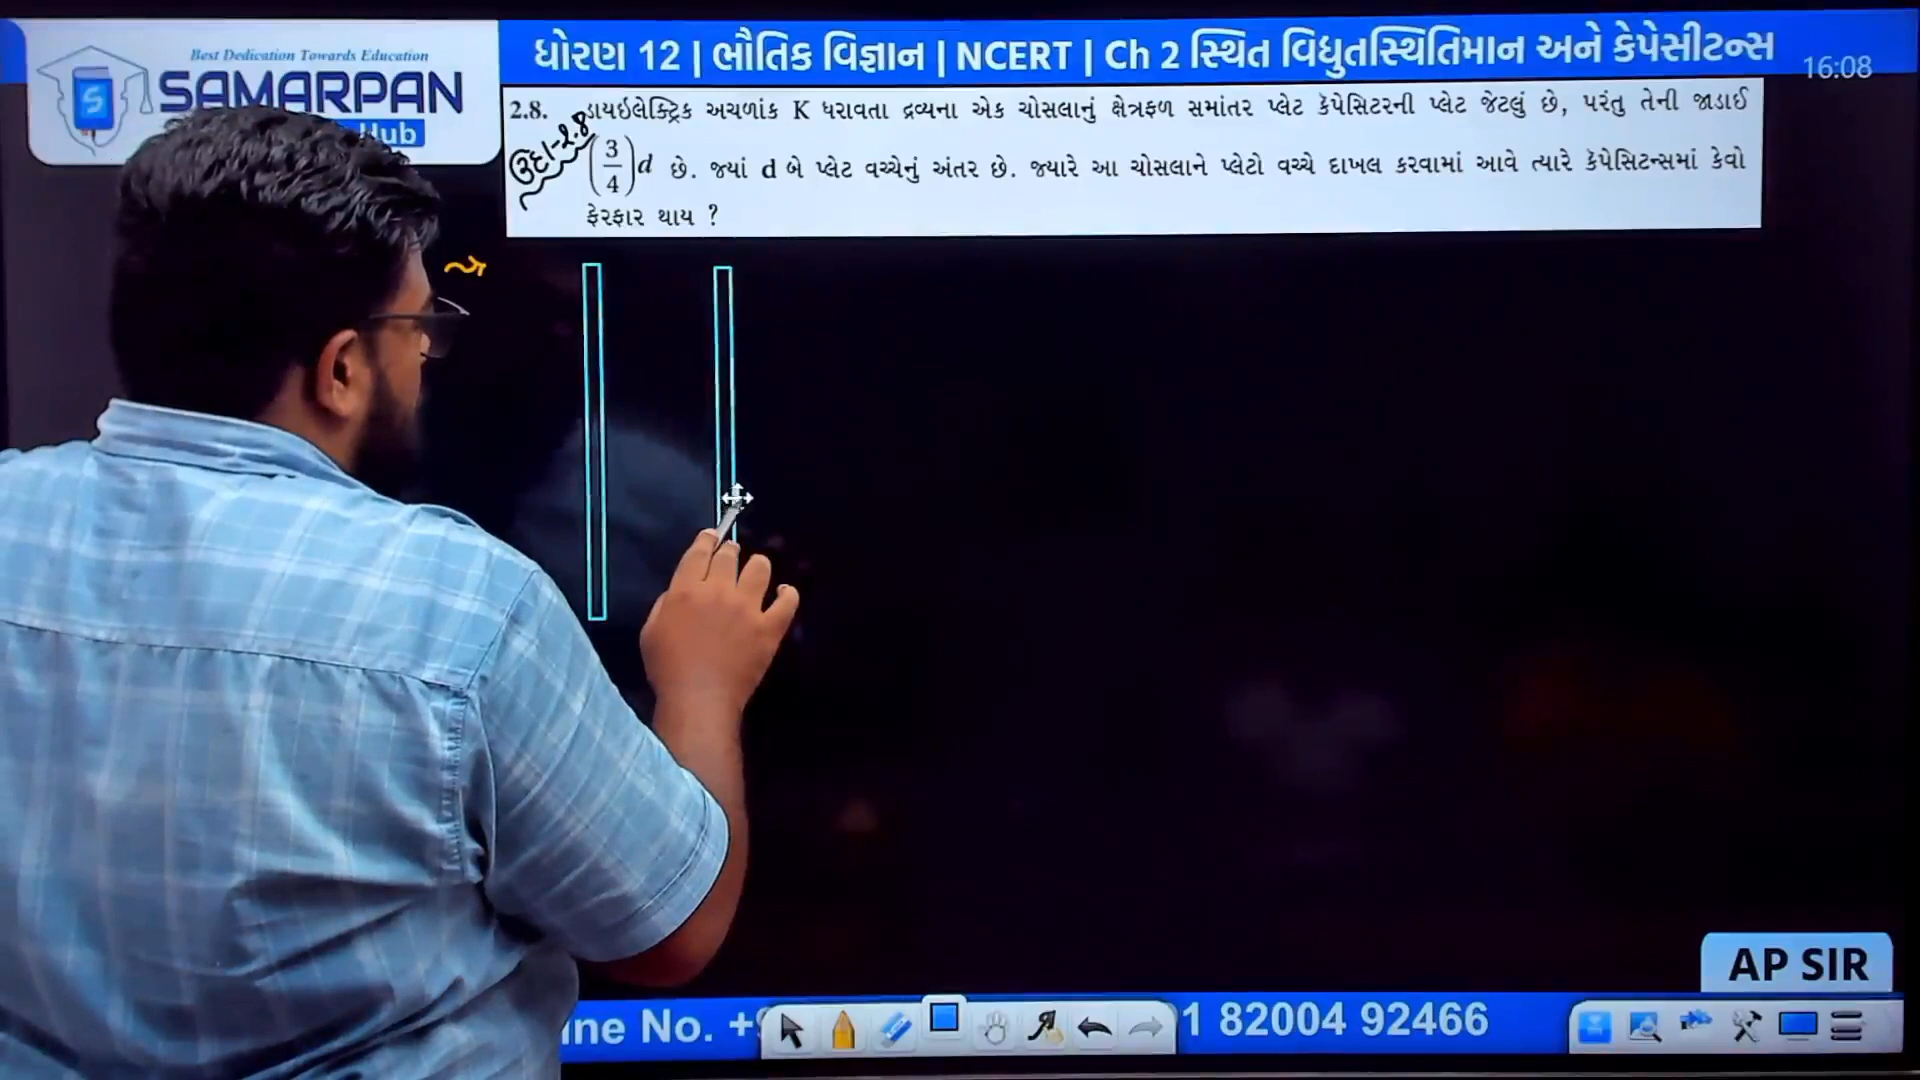 Best Dedication Towards Education
SAMARPAN
Hub
ધોરણ 12 | ભૌતિક વિજ્ઞાન | NCERT | Ch 2 સ્થિત વિદ્યુતસ્થિતિમાન અને કેપેસીટન્સ
16:08
2.8. ડાયઇલેક્ટ્રિક અચળાંક K ધરાવતા દ્રવ્યના એક ચોસલાનું ક્ષેત્રફળ સમાંતર પ્લેટ કૅપેસિટરની પ્લેટ જેટલું છે, પરંતુ તેની જાડાઈ
ઉદા-2.8
(3/4)d છે. જ્યાં d બે પ્લેટ વચ્ચેનું અંતર છે. જ્યારે આ ચોસલાને પ્લેટો વચ્ચે દાખલ કરવામાં આવે ત્યારે કૅપેસિટન્સમાં કેવો
ફેરફાર થાય ?
AP SIR
ine No. +9
1 82004 92466